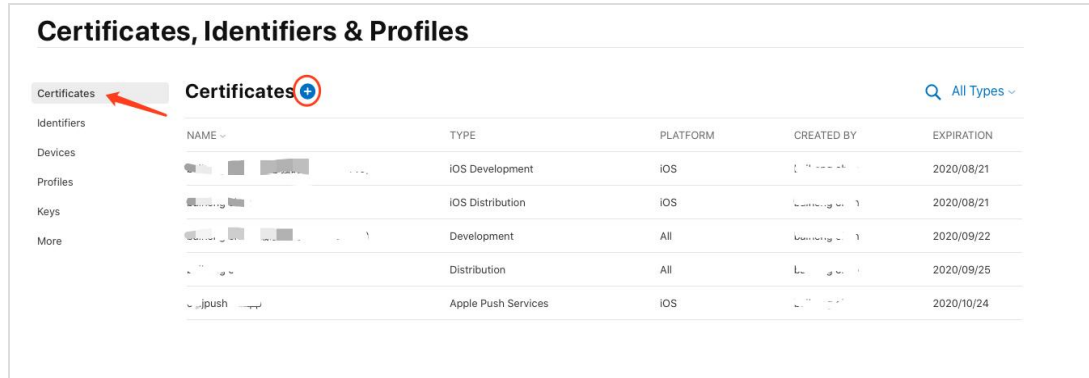 Certificates, Identifiers & Profiles
Certificates
Identifiers
Devices
Profiles
Keys
More
Certificates
All Types
NAME TYPE PLATFORM CREATED BY EXPIRATION
iOS Development iOS 2020/08/21
iOS Distribution iOS 2020/08/21
Development All 2020/09/22
Distribution All 2020/09/25
jpush Apple Push Services iOS 2020/10/24